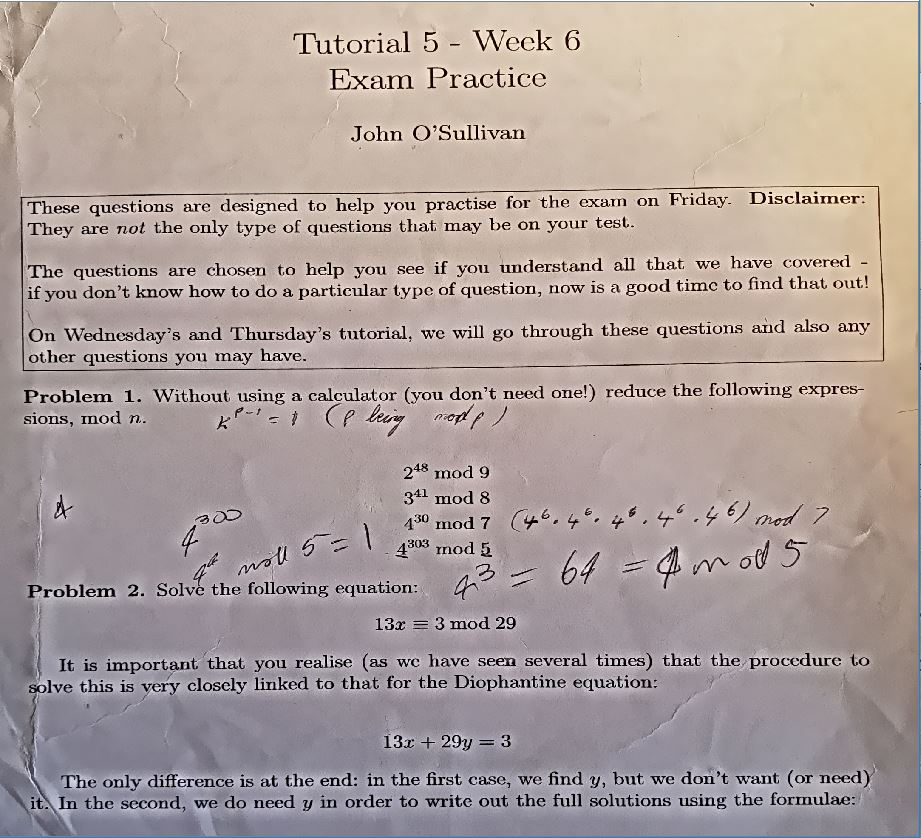 Tutorial 5 - Week 6
Exam Practice
John O'Sullivan
These questions are designed to help you practise for the exam on Friday. Disclaimer:
They are not the only type of questions that may be on your test.
The questions are chosen to help you see if you understand all that we have covered -
if you don't know how to do a particular type of question, now is a good time to find that out!
On Wednesday's and Thursday's tutorial, we will go through these questions and also any
other questions you may have.
Problem 1. Without using a calculator (you don't need one!) reduce the following expres-
sions, mod n. k^{p-1} = 1 (p being mod p)
2^{48} mod 9
3^{41} mod 8
4^{30} mod 7 (4^6 . 4^6 . 4^6 . 4^6 . 4^6) mod 7
4^{303} mod 5
4^{300}
4^4 mod 5 = 1
4^3 = 64 = 4 mod 5
Problem 2. Solve the following equation:
13x ≡ 3 mod 29
It is important that you realise (as we have seen several times) that the procedure to
solve this is very closely linked to that for the Diophantine equation:
13x + 29y = 3
The only difference is at the end: in the first case, we find y, but we don't want (or need)
it. In the second, we do need y in order to write out the full solutions using the formulae: